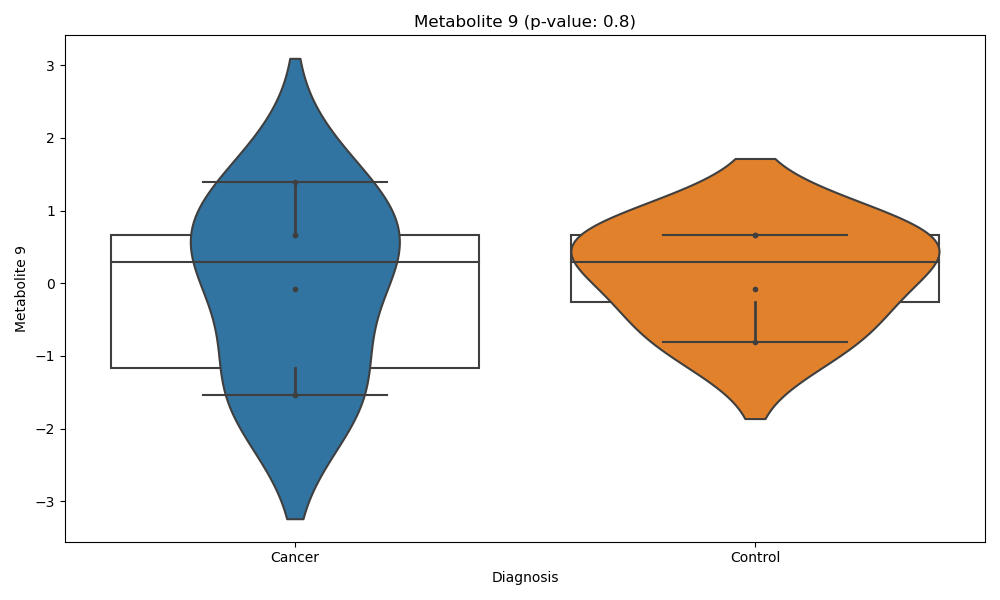 Metabolite 9 (p-value: 0.8)
3
2
1
0
−1
−2
−3
Metabolite 9
Cancer
Control
Diagnosis